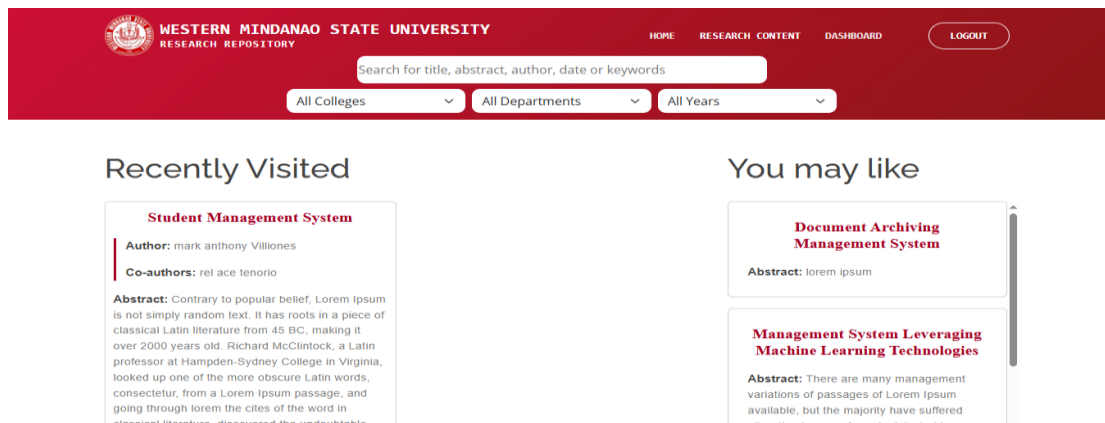 WESTERN MINDANAO STATE UNIVERSITY
RESEARCH REPOSITORY
HOME RESEARCH CONTENT DASHBOARD LOGOUT
Search for title, abstract, author, date or keywords
All Colleges All Departments All Years
Recently Visited
Student Management System
Author: mark anthony Villiones
Co-authors: rel ace tenorio
Abstract: Contrary to popular belief, Lorem Ipsum
is not simply random text. It has roots in a piece of
classical Latin literature from 45 BC, making it
over 2000 years old. Richard McClintock, a Latin
professor at Hampden-Sydney College in Virginia,
looked up one of the more obscure Latin words,
consectetur, from a Lorem Ipsum passage, and
going through lorem the cites of the word in
You may like
Document Archiving
Management System
Abstract: lorem ipsum
Management System Leveraging
Machine Learning Technologies
Abstract: There are many management
variations of passages of Lorem Ipsum
available, but the majority have suffered